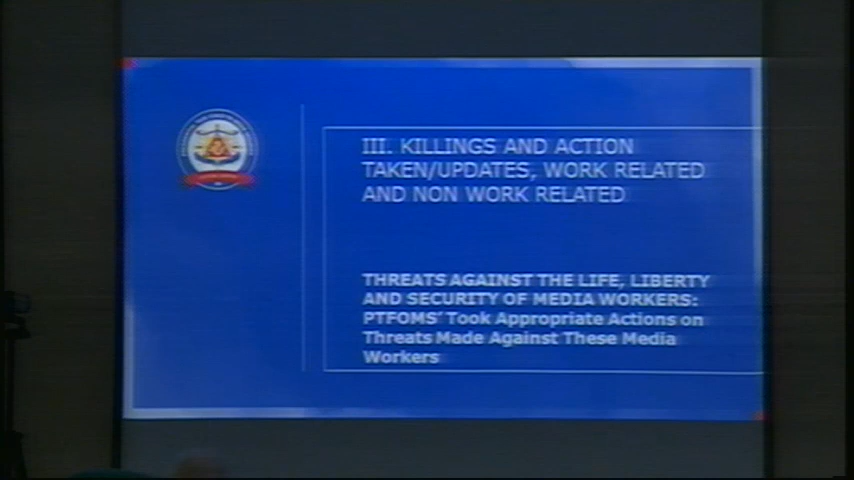 III. KILLINGS AND ACTION
TAKEN/UPDATES, WORK RELATED
AND NON WORK RELATED
THREATS AGAINST THE LIFE, LIBERTY
AND SECURITY OF MEDIA WORKERS:
PTFOMS’ Took Appropriate Actions on
Threats Made Against These Media
Workers